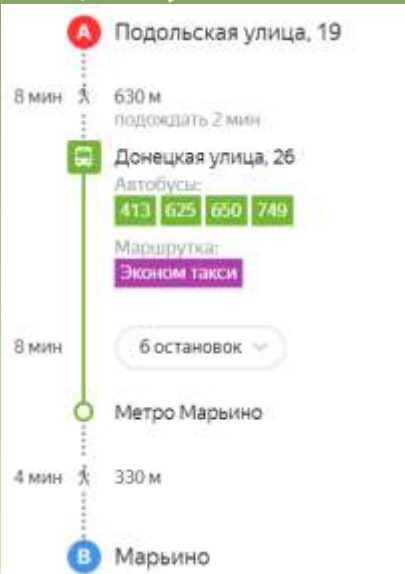 A Подольская улица, 19
8 мин 630 м
подождать 2 мин
Донецкая улица, 26
Автобусы:
413 625 650 749
Маршрутка:
Эконом такси
8 мин 6 остановок
Метро Марьино
4 мин 330 м
B Марьино